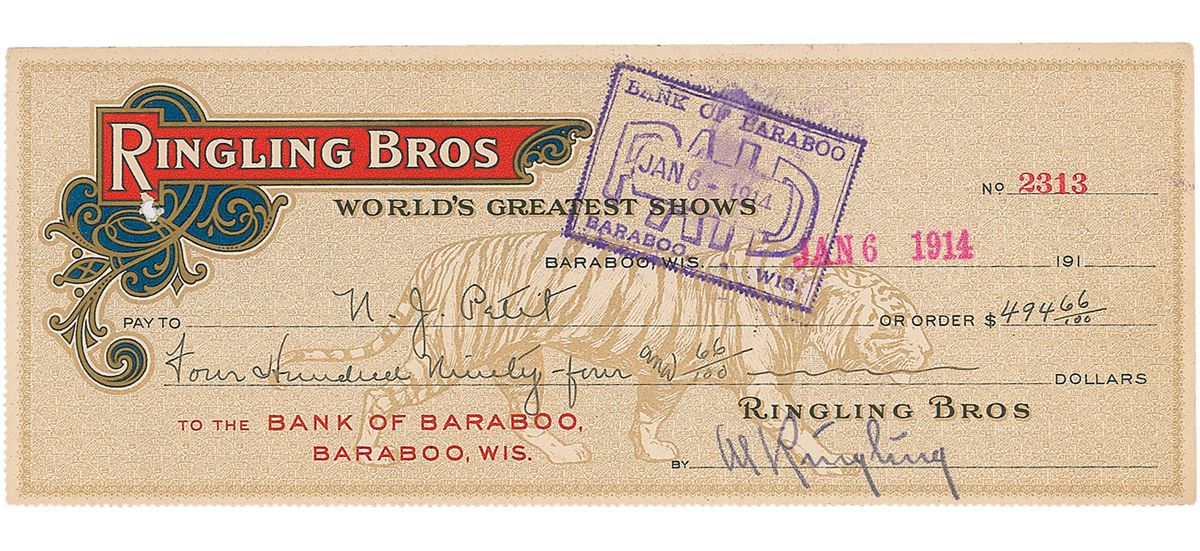 RINGLING BROS
WORLD'S GREATEST SHOWS
BANK OF BARABOO
PAID
JAN 6 - 1914
BARABOO, WIS.
No 2313
BARABOO, WIS. JAN 6 1914 191
PAY TO N. J. Petit OR ORDER $ 494 66/100
Four Hundred Ninety-four and 66/100 DOLLARS
TO THE BANK OF BARABOO,
BARABOO, WIS.
RINGLING BROS
BY Al Ringling